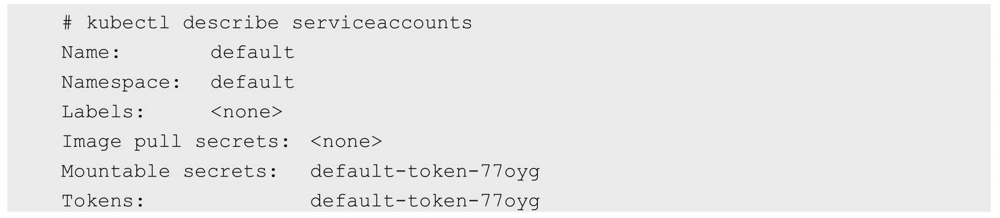 # kubectl describe serviceaccounts
Name:       default
Namespace:  default
Labels:     <none>
Image pull secrets: <none>
Mountable secrets:  default-token-77oyg
Tokens:             default-token-77oyg